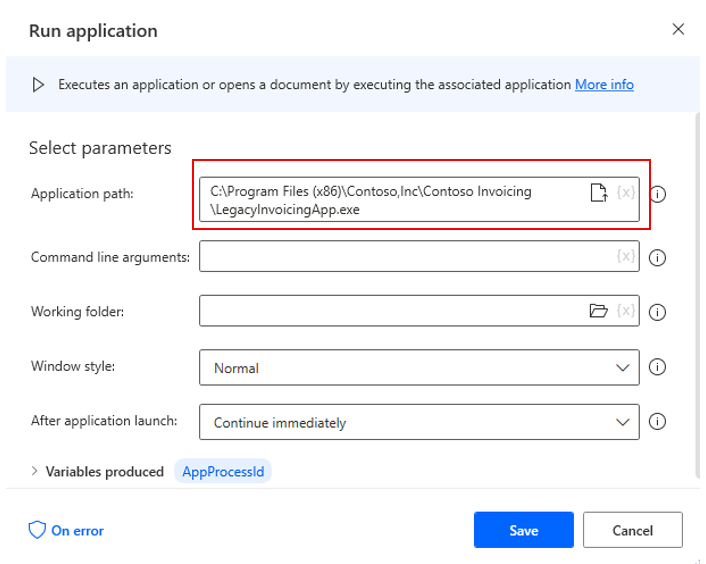 Run application
Executes an application or opens a document by executing the associated application More info
Select parameters
Application path:
C:\Program Files (x86)\Contoso,Inc\Contoso Invoicing
\LegacyInvoicingApp.exe
{x}
Command line arguments:
{x}
Working folder:
{x}
Window style:
Normal
After application launch:
Continue immediately
Variables produced AppProcessId
On error
Save
Cancel